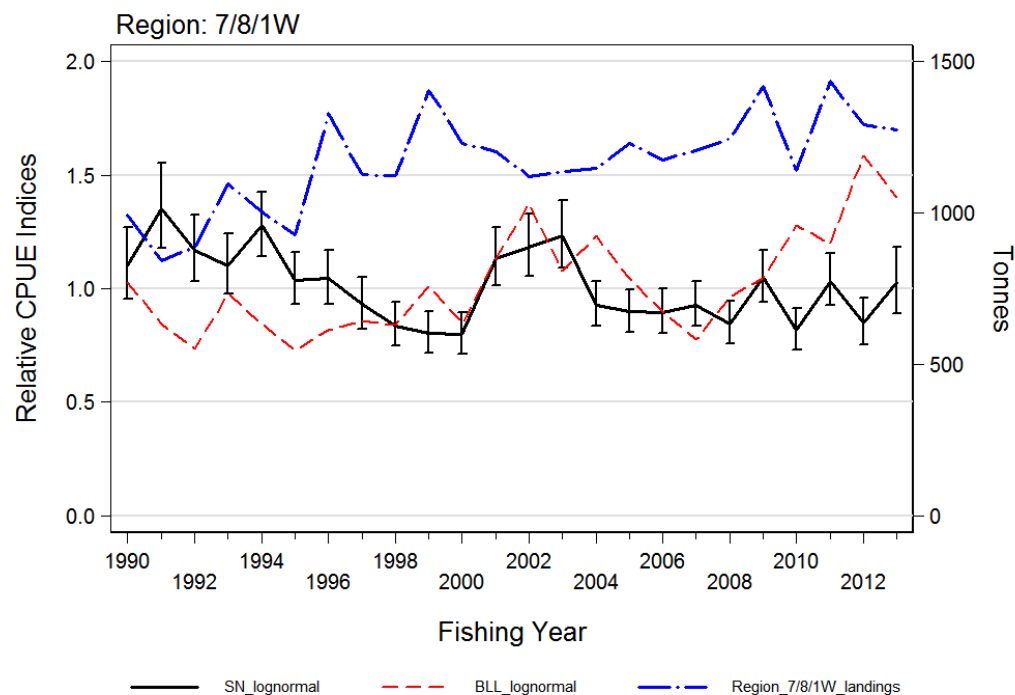 Region: 7/8/1W
2.0
1.5
1.0
0.5
0.0
Relative CPUE Indices
1500
1000
500
0
Tonnes
1990 1994 1998 2002 2006 2010
1992 1996 2000 2004 2008 2012
Fishing Year
SN_lognormal BLL_lognormal Region_7/8/1W_landings